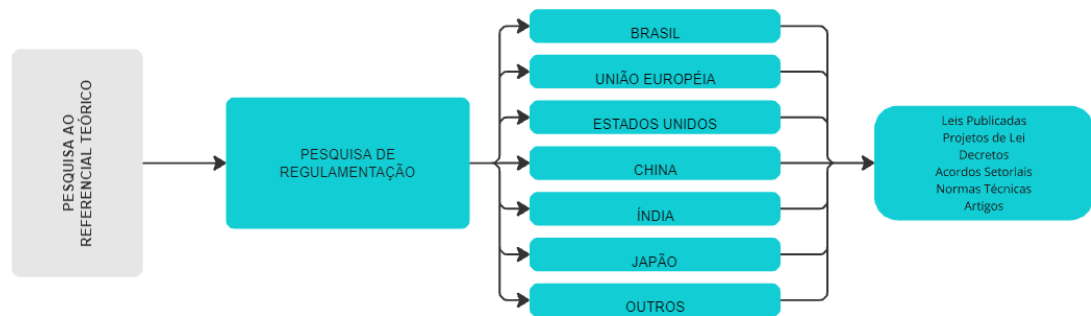 PESQUISA AO
REFERENCIAL TEÓRICO
PESQUISA DE
REGULAMENTAÇÃO
BRASIL
UNIÃO EUROPÉIA
ESTADOS UNIDOS
CHINA
ÍNDIA
JAPÃO
OUTROS
Leis Publicadas
Projetos de Lei
Decretos
Acordos Setoriais
Normas Técnicas
Artigos